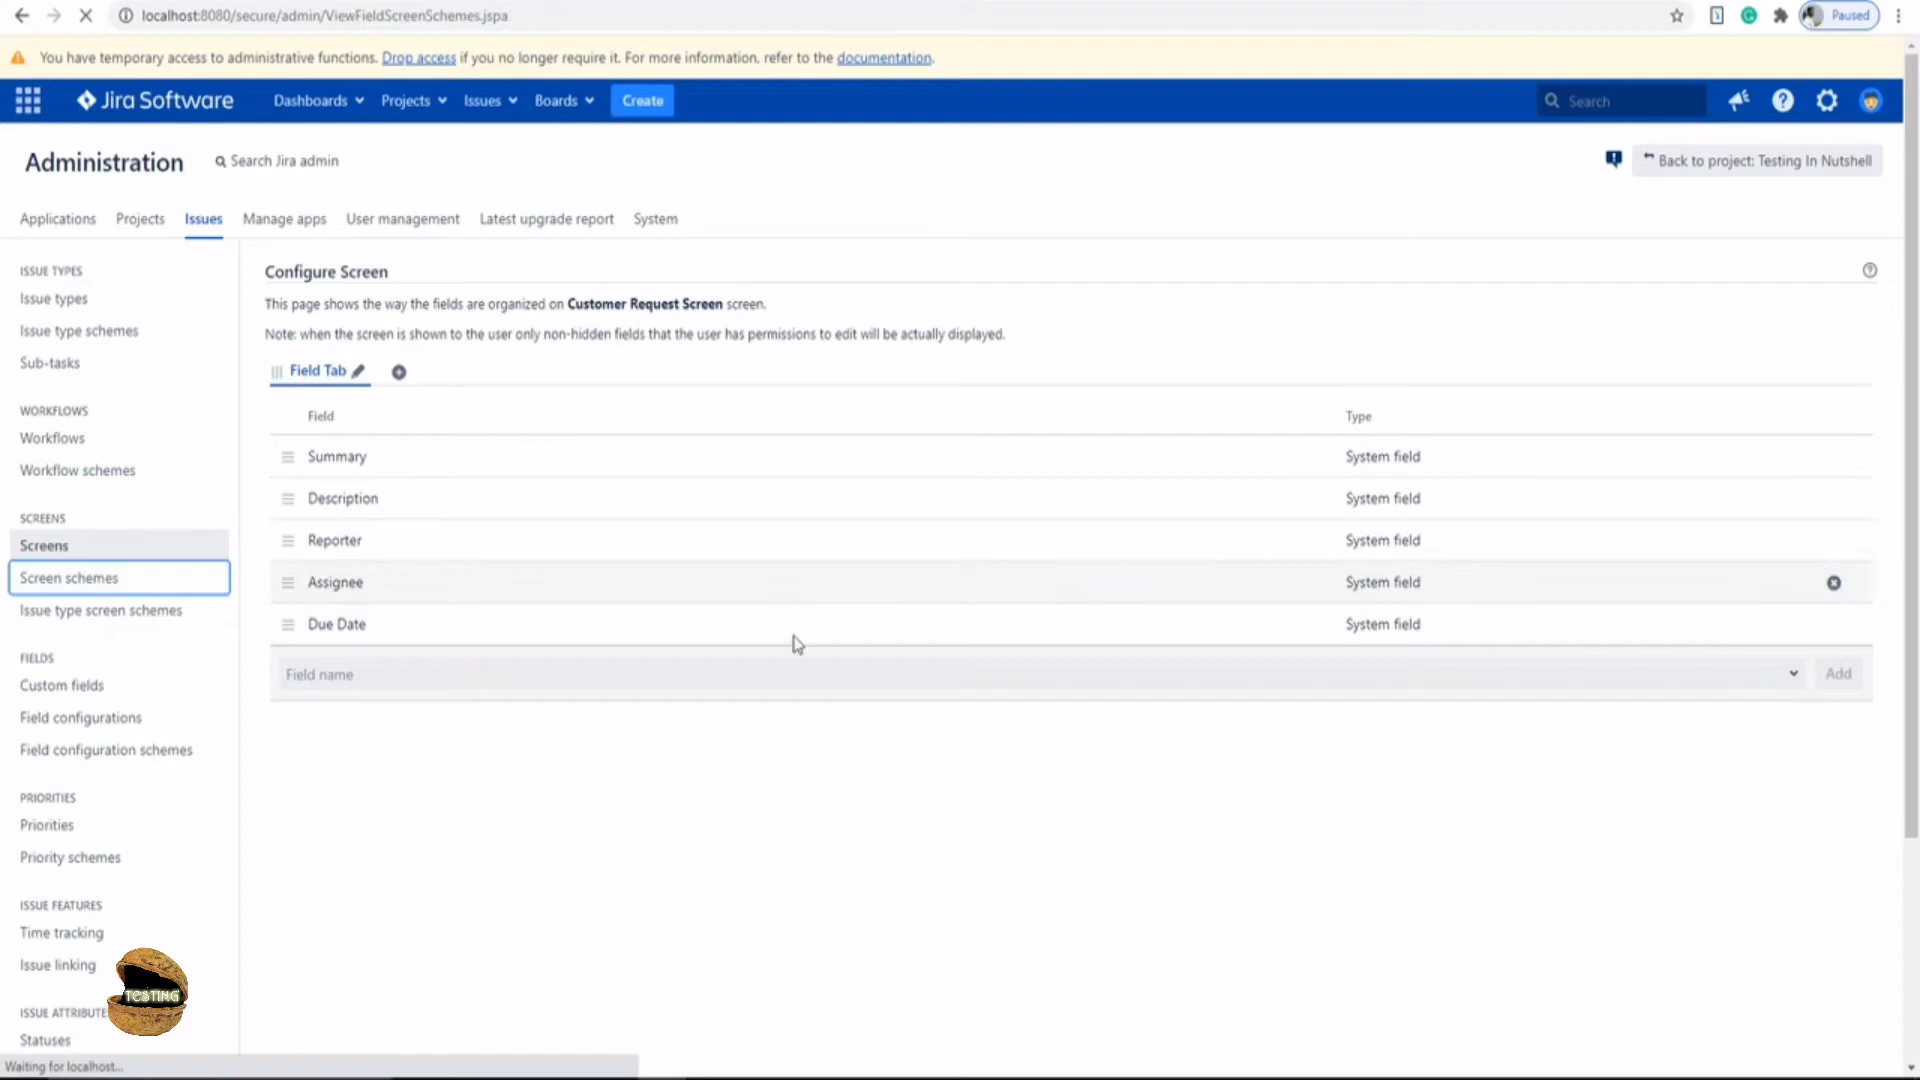 localhost:8080/secure/admin/ViewFieldScreenSchemes.jspa
Paused
You have temporary access to administrative functions. Drop access if you no longer require it. For more information, refer to the documentation.
Jira Software
Dashboards
Projects
Issues
Boards
Create
Search
Administration
Search Jira admin
Back to project: Testing In Nutshell
Applications
Projects
Issues
Manage apps
User management
Latest upgrade report
System
ISSUE TYPES
Issue types
Issue type schemes
Sub-tasks
WORKFLOWS
Workflows
Workflow schemes
SCREENS
Screens
Screen schemes
Issue type screen schemes
FIELDS
Custom fields
Field configurations
Field configuration schemes
PRIORITIES
Priorities
Priority schemes
ISSUE FEATURES
Time tracking
Issue linking
ISSUE ATTRIBUTE
Statuses
TESTING
Waiting for localhost...
Configure Screen
This page shows the way the fields are organized on Customer Request Screen screen.
Note: when the screen is shown to the user only non-hidden fields that the user has permissions to edit will be actually displayed.
Field Tab
Field Type
Summary System field
Description System field
Reporter System field
Assignee System field
Due Date System field
Field name
Add